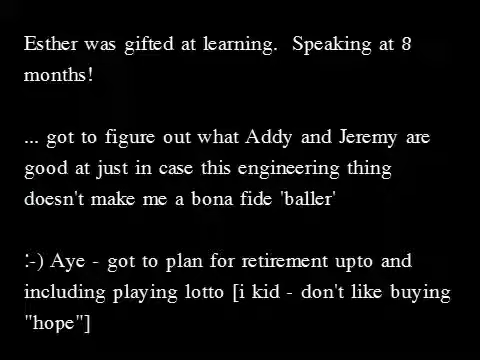 Esther was gifted at learning.  Speaking at 8
months!
... got to figure out what Addy and Jeremy are
good at just in case this engineering thing
doesn't make me a bona fide 'baller'
:-) Aye - got to plan for retirement upto and
including playing lotto [i kid - don't like buying
"hope"]